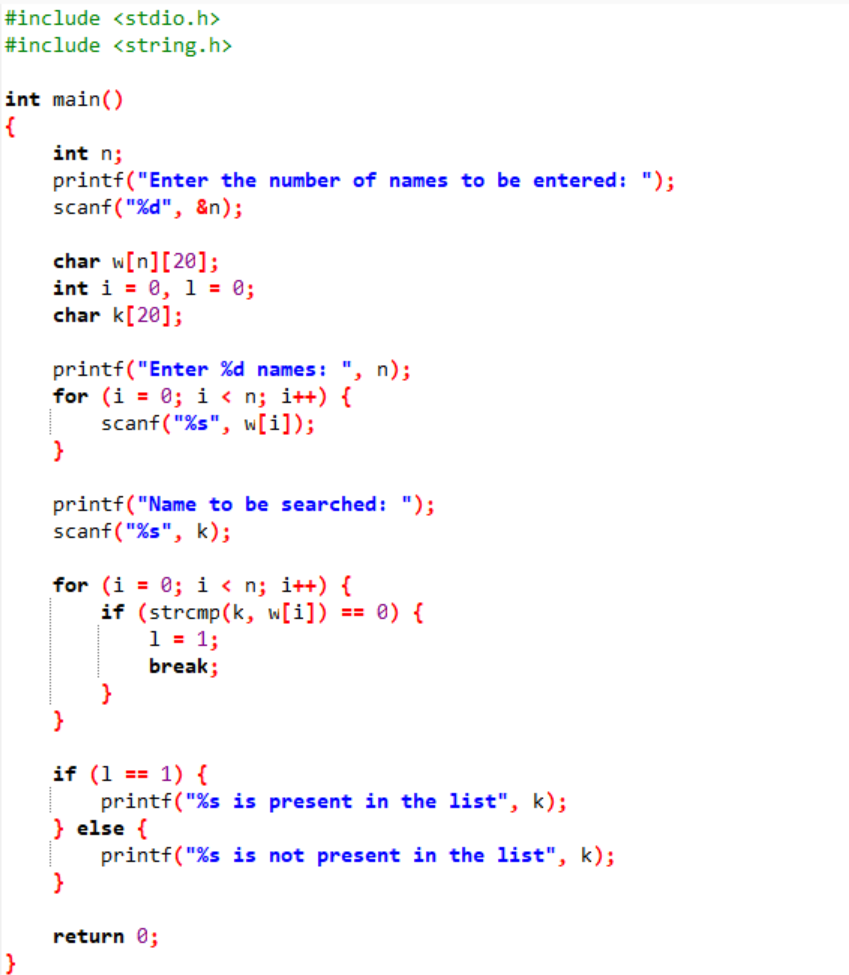 #include <stdio.h>
#include <string.h>

int main()
{
    int n;
    printf("Enter the number of names to be entered: ");
    scanf("%d", &n);

    char w[n][20];
    int i = 0, l = 0;
    char k[20];

    printf("Enter %d names: ", n);
    for (i = 0; i < n; i++) {
        scanf("%s", w[i]);
    }

    printf("Name to be searched: ");
    scanf("%s", k);

    for (i = 0; i < n; i++) {
        if (strcmp(k, w[i]) == 0) {
            l = 1;
            break;
        }
    }

    if (l == 1) {
        printf("%s is present in the list", k);
    } else {
        printf("%s is not present in the list", k);
    }

    return 0;
}